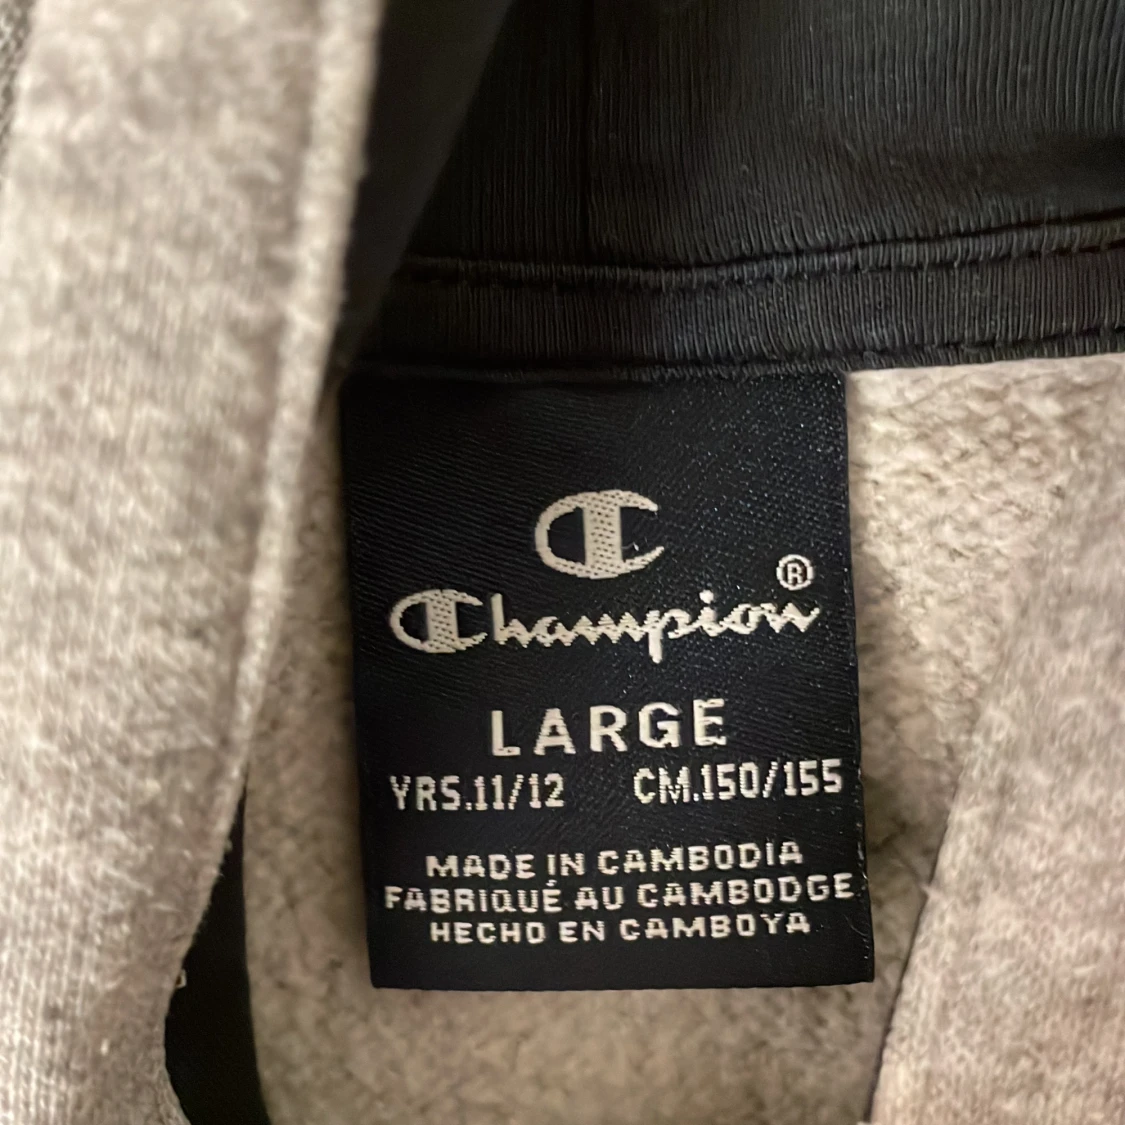 Champion®
LARGE
YRS.11/12 CM.150/155
MADE IN CAMBODIA
FABRIQUÉ AU CAMBODGE
HECHO EN CAMBOYA